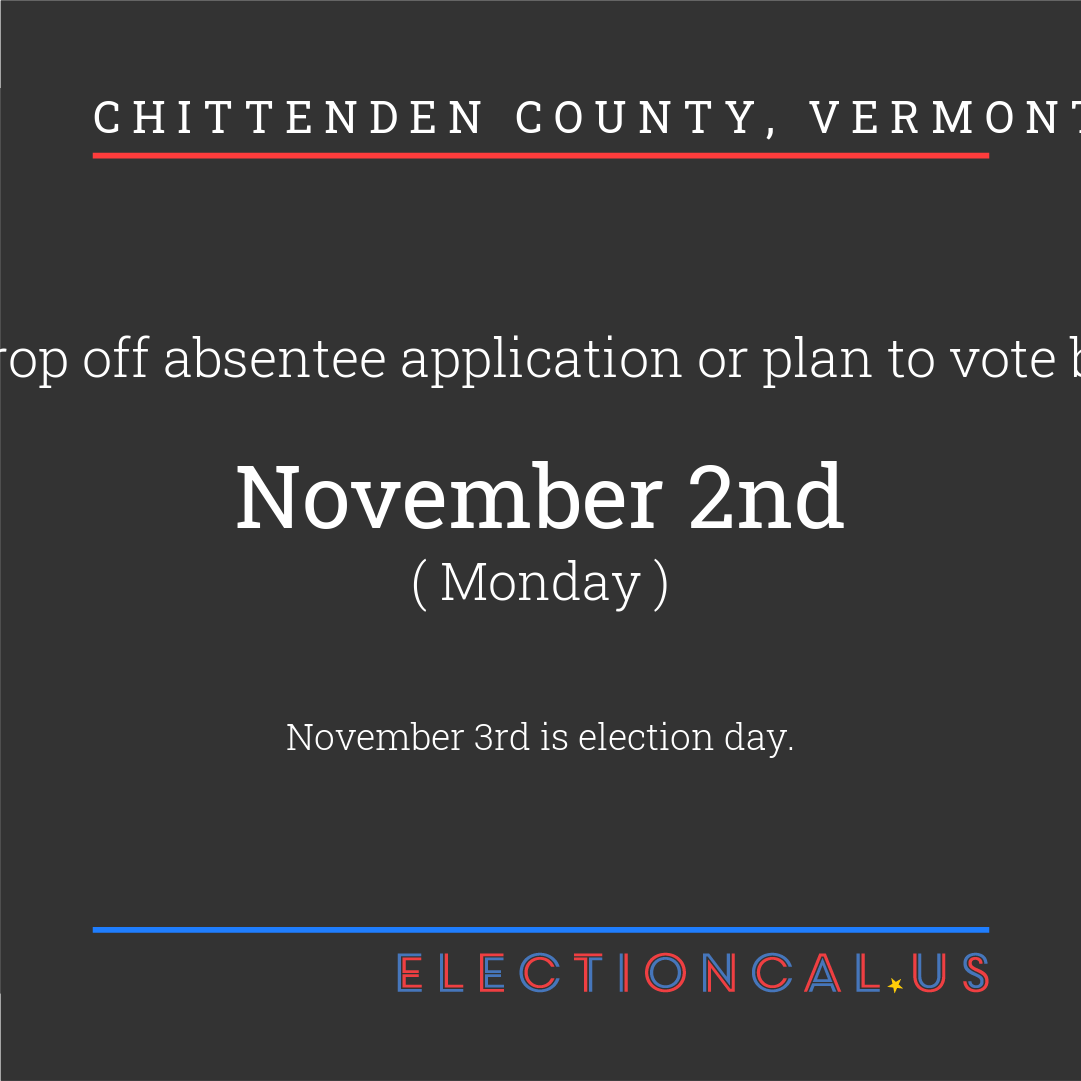 CHITTENDEN COUNTY, VERMONT
rop off absentee application or plan to vote b
November 2nd
( Monday )
November 3rd is election day.
ELECTIONCAL.US